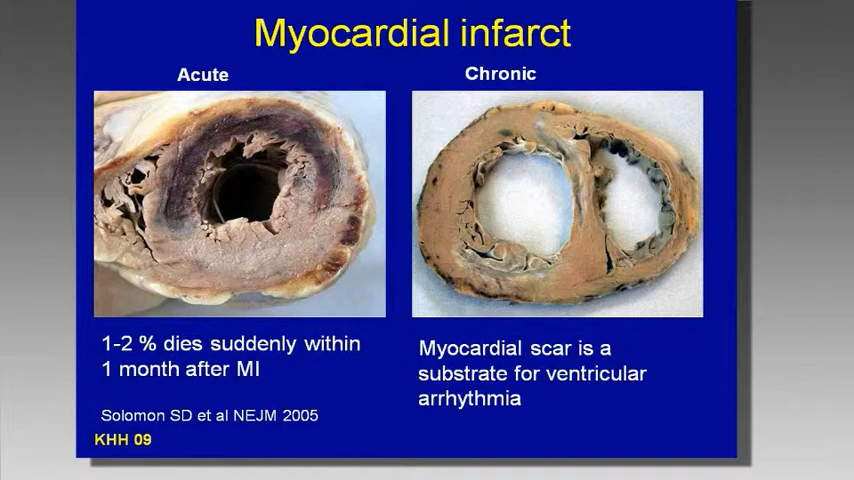 Myocardial infarct
Acute
Chronic
1-2 % dies suddenly within
1 month after MI
Myocardial scar is a
substrate for ventricular
arrhythmia
Solomon SD et al NEJM 2005
KHH 09